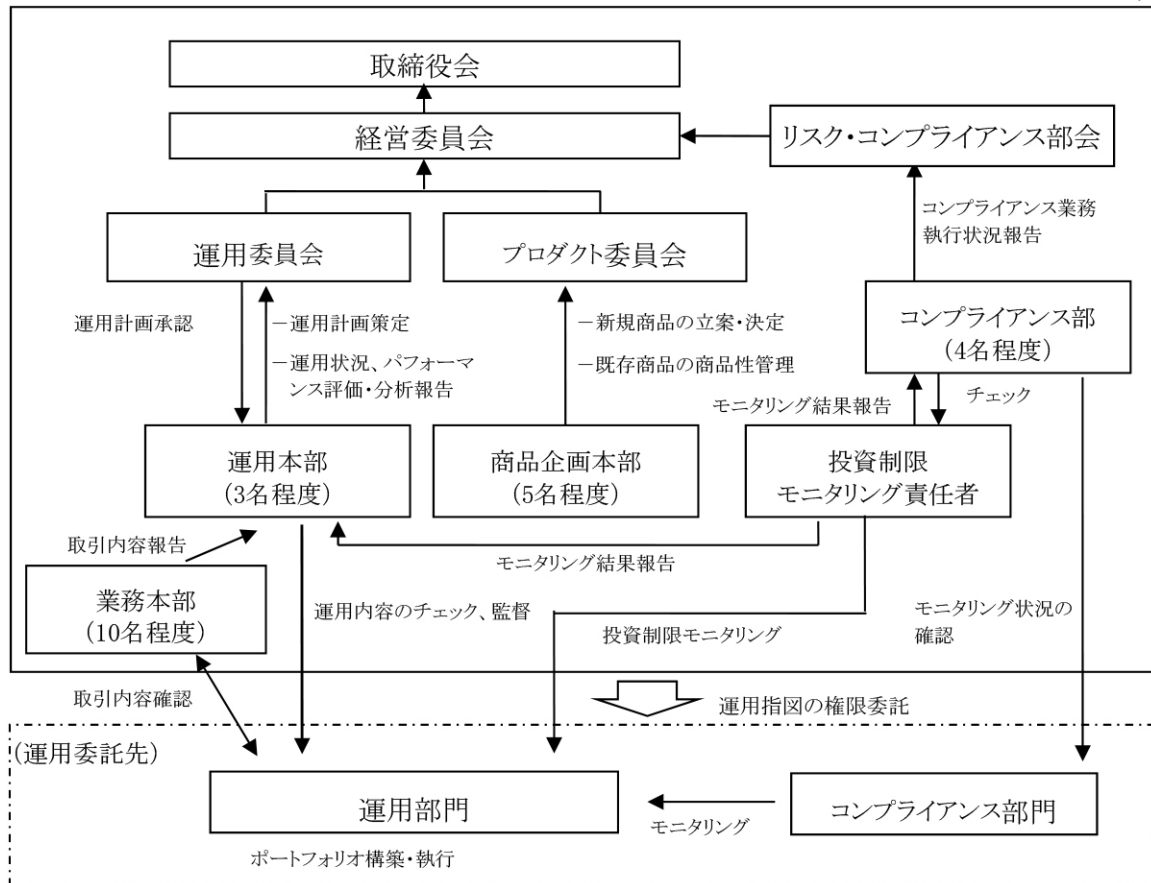 取締役会
経営委員会
リスク・コンプライアンス部会
コンプライアンス業務
執行状況報告
運用委員会
プロダクト委員会
コンプライアンス部
(4名程度)
運用計画承認
－運用計画策定
－運用状況、パフォーマ
ンス評価・分析報告
－新規商品の立案・決定
－既存商品の商品性管理
モニタリング結果報告
チェック
運用本部
(3名程度)
商品企画本部
(5名程度)
投資制限
モニタリング責任者
取引内容報告
モニタリング結果報告
業務本部
(10名程度)
運用内容のチェック、監督
投資制限モニタリング
モニタリング状況の
確認
取引内容確認
運用指図の権限委託
(運用委託先)
運用部門
モニタリング
コンプライアンス部門
ポートフォリオ構築・執行